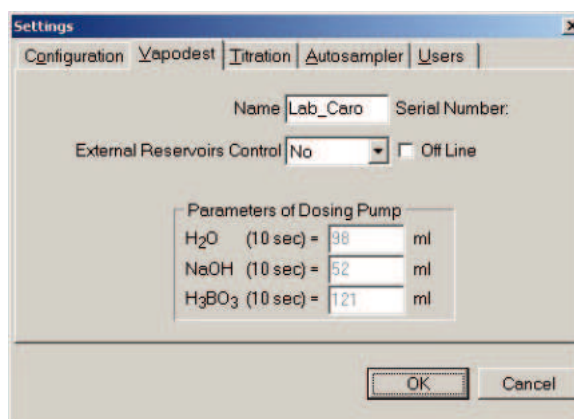 Settings
Configuration Vapodest Titration Autosampler Users
Name Lab_Caro Serial Number:
External Reservoirs Control No Off Line
Parameters of Dosing Pump
H₂O (10 sec) = 98 ml
NaOH (10 sec) = 52 ml
H₃BO₃ (10 sec) = 121 ml
OK Cancel